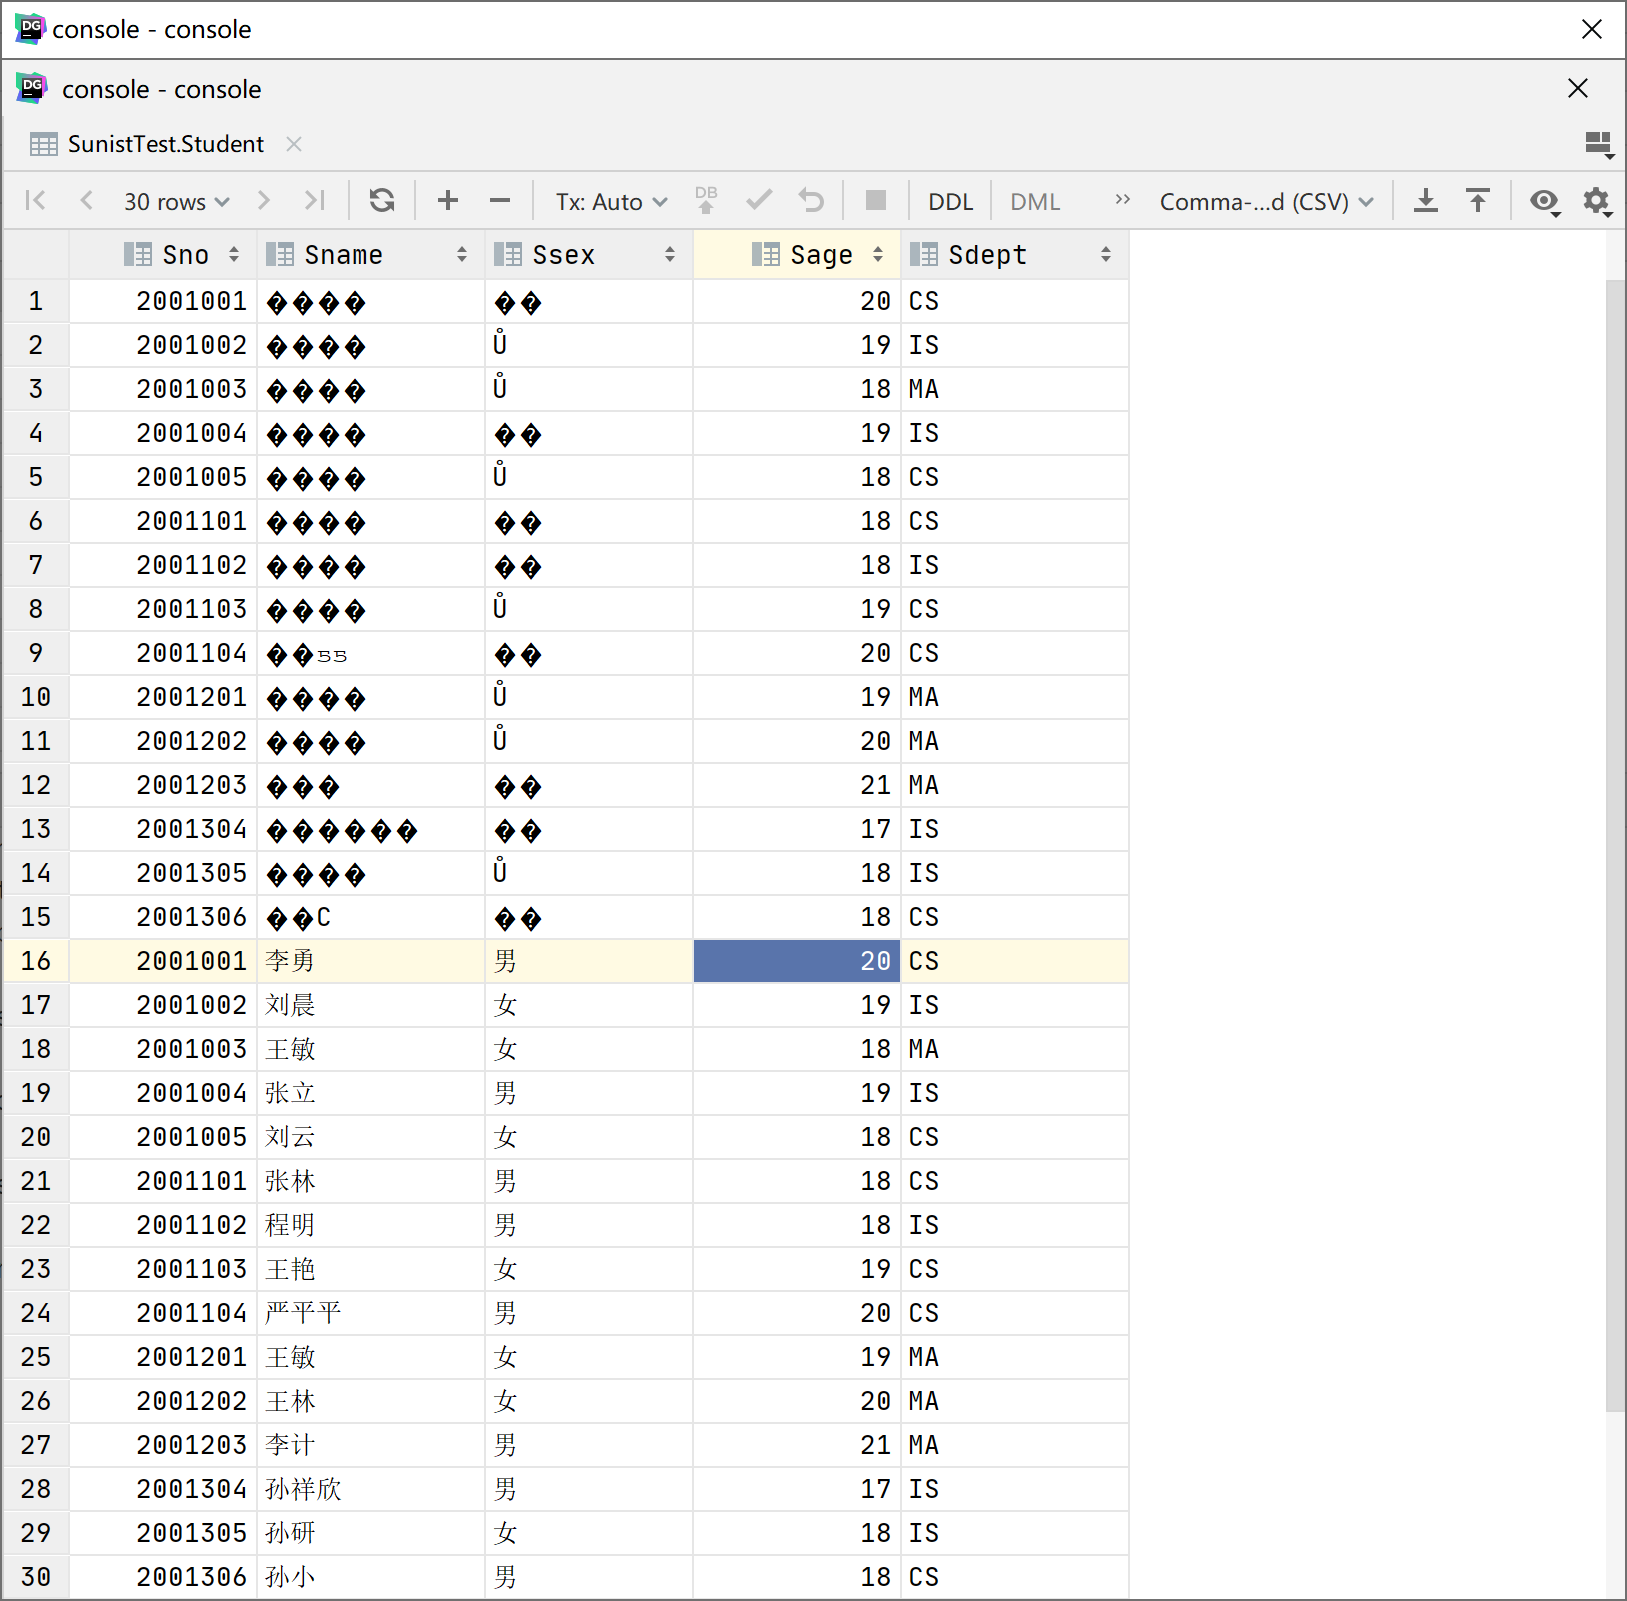 console - console
console - console
SunistTest.Student
30 rows Tx: Auto DB DDL DML Comma-...d (CSV)
Sno Sname Ssex Sage Sdept
1 2001001 ���� �� 20 CS
2 2001002 ���� Ů 19 IS
3 2001003 ���� Ů 18 MA
4 2001004 ���� �� 19 IS
5 2001005 ���� Ů 18 CS
6 2001101 ���� �� 18 CS
7 2001102 ���� �� 18 IS
8 2001103 ���� Ů 19 CS
9 2001104 �� �� 20 CS
10 2001201 ���� Ů 19 MA
11 2001202 ���� Ů 20 MA
12 2001203 ��� �� 21 MA
13 2001304 ������ �� 17 IS
14 2001305 ���� Ů 18 IS
15 2001306 ��C �� 18 CS
16 2001001 李勇 男 20 CS
17 2001002 刘晨 女 19 IS
18 2001003 王敏 女 18 MA
19 2001004 张立 男 19 IS
20 2001005 刘云 女 18 CS
21 2001101 张林 男 18 CS
22 2001102 程明 男 18 IS
23 2001103 王艳 女 19 CS
24 2001104 严平平 男 20 CS
25 2001201 王敏 女 19 MA
26 2001202 王林 女 20 MA
27 2001203 李计 男 21 MA
28 2001304 孙祥欣 男 17 IS
29 2001305 孙研 女 18 IS
30 2001306 孙小 男 18 CS